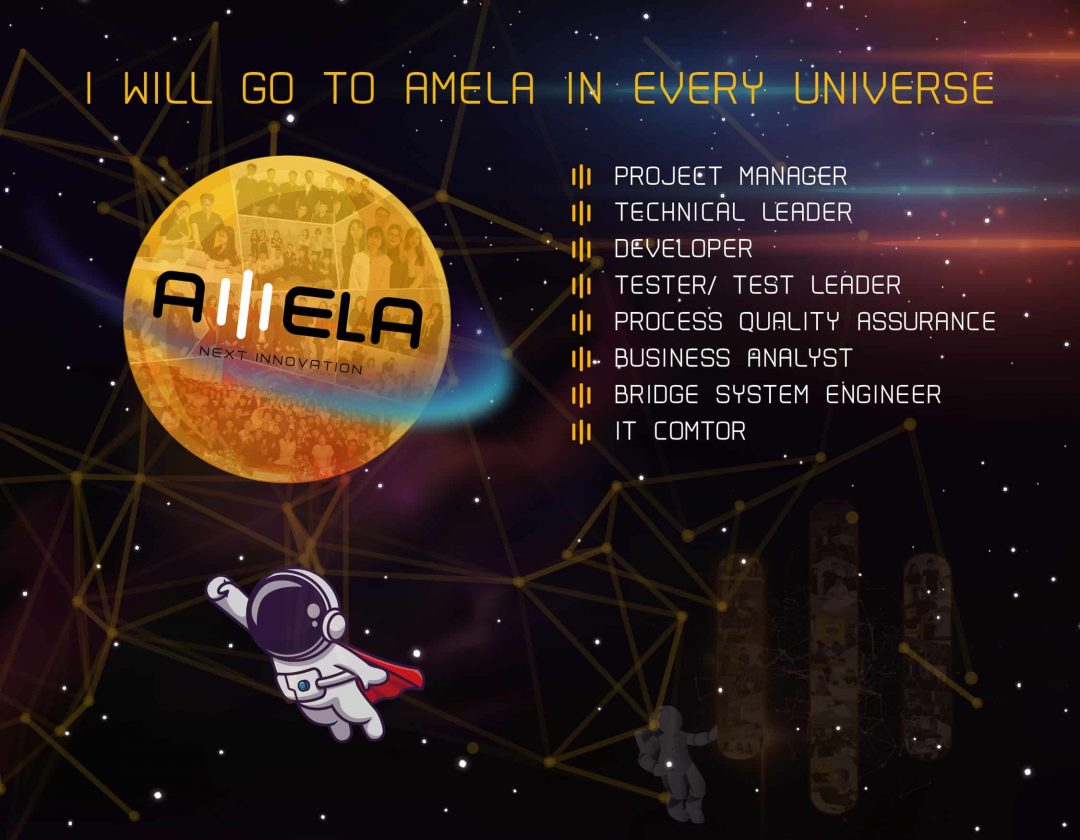 I WILL GO TO AMELA IN EVERY UNIVERSE
AMELA
NEXT INNOVATION
PROJECT MANAGER
TECHNICAL LEADER
DEVELOPER
TESTER/ TEST LEADER
PROCESS QUALITY ASSURANCE
BUSINESS ANALYST
BRIDGE SYSTEM ENGINEER
IT COMTOR